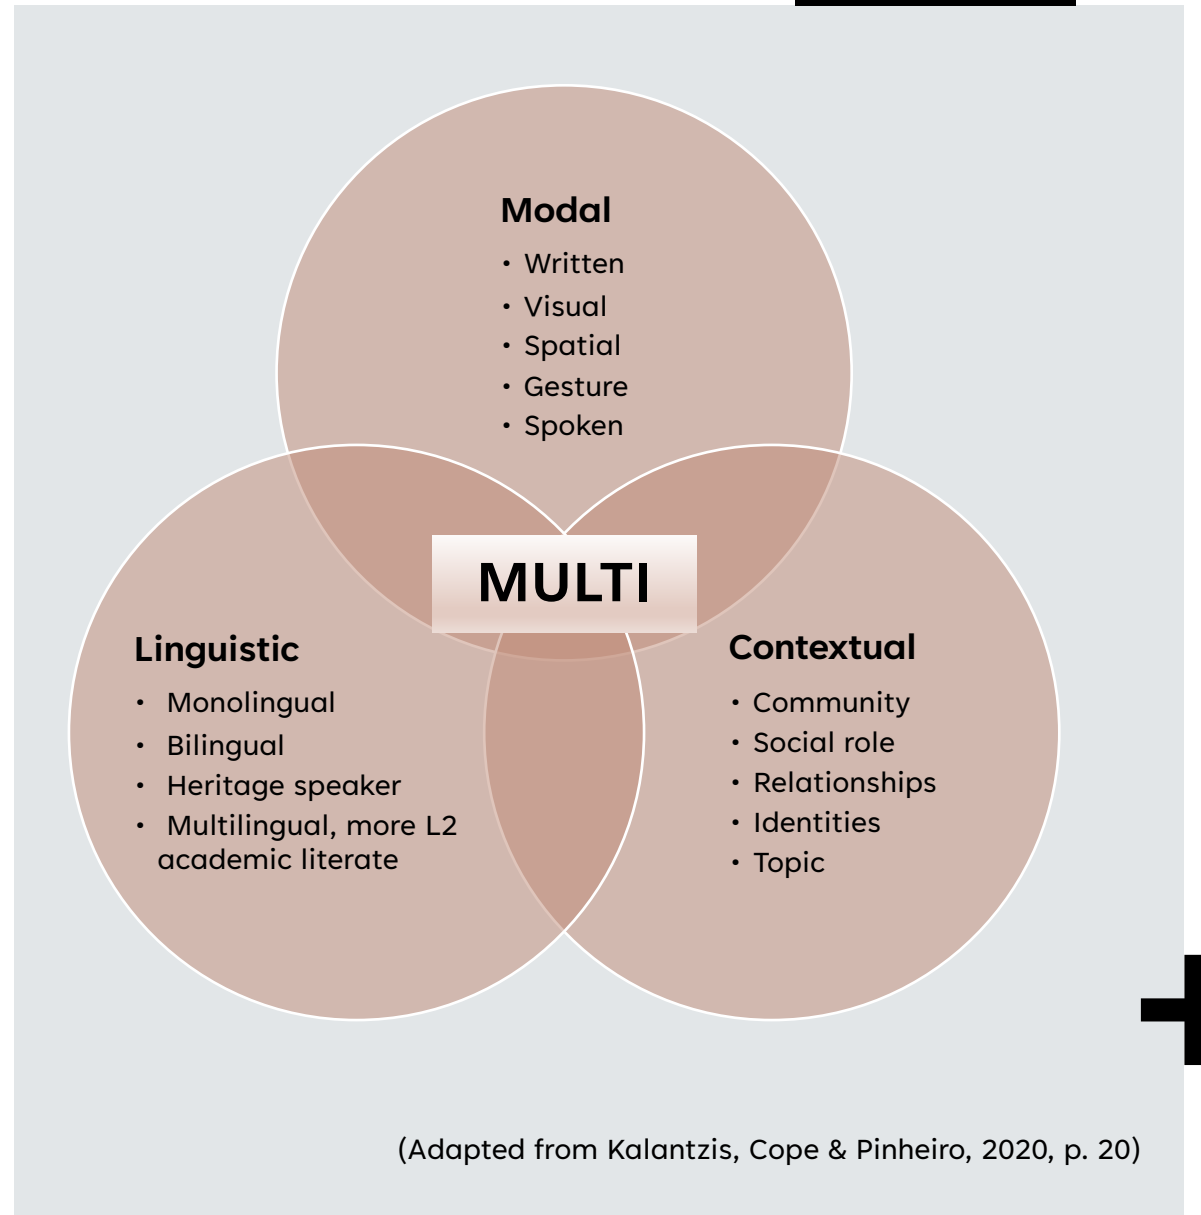 Modal
• Written
• Visual
• Spatial
• Gesture
• Spoken
MULTI
Linguistic
• Monolingual
• Bilingual
• Heritage speaker
• Multilingual, more L2
academic literate
Contextual
• Community
• Social role
• Relationships
• Identities
• Topic
(Adapted from Kalantzis, Cope & Pinheiro, 2020, p. 20)